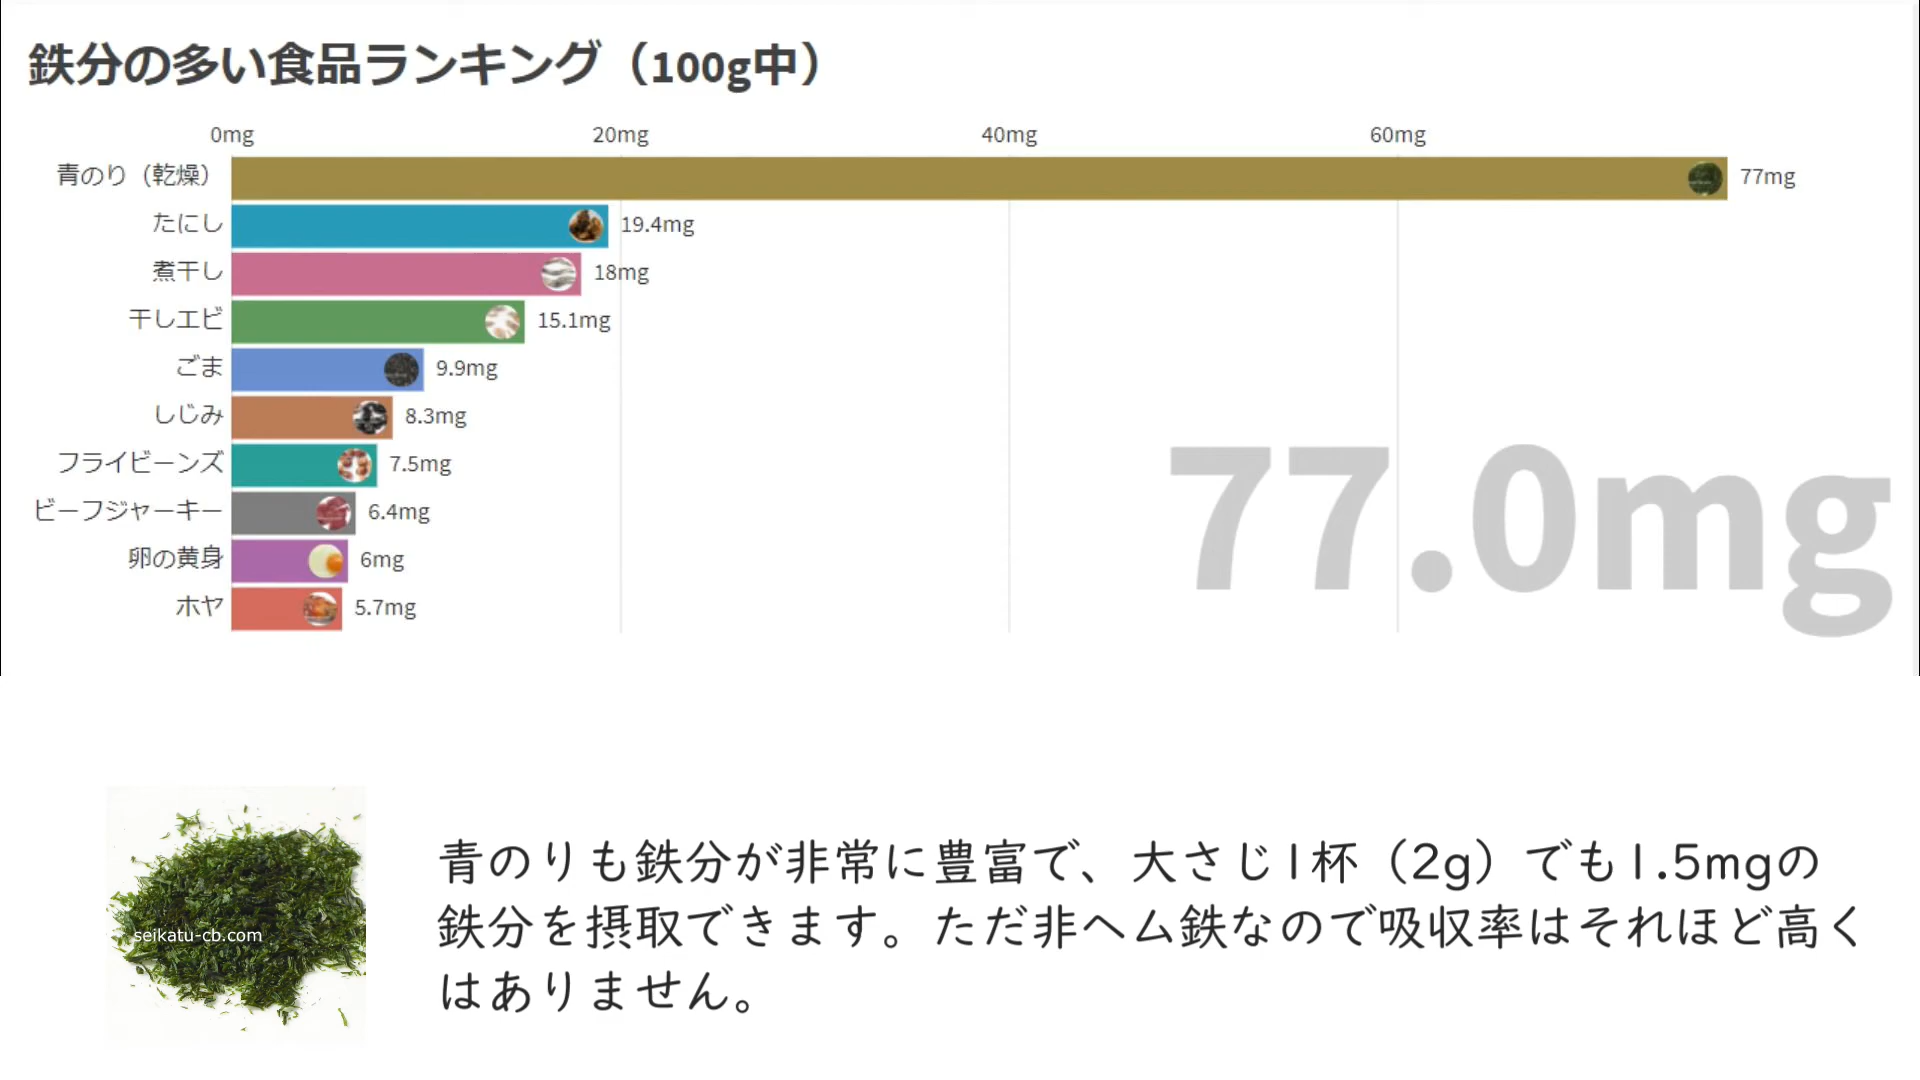 鉄分の多い食品ランキング（100g中）
0mg 20mg 40mg 60mg
青のり（乾燥） 77mg
たにし 19.4mg
煮干し 18mg
干しエビ 15.1mg
ごま 9.9mg
しじみ 8.3mg
フライビーンズ 7.5mg
ビーフジャーキー 6.4mg
卵の黄身 6mg
ホヤ 5.7mg
77.0mg
seikatu-cb.com
青のりも鉄分が非常に豊富で、大さじ1杯（2g）でも1.5mgの
鉄分を摂取できます。ただ非ヘム鉄なので吸収率はそれほど高く
はありません。